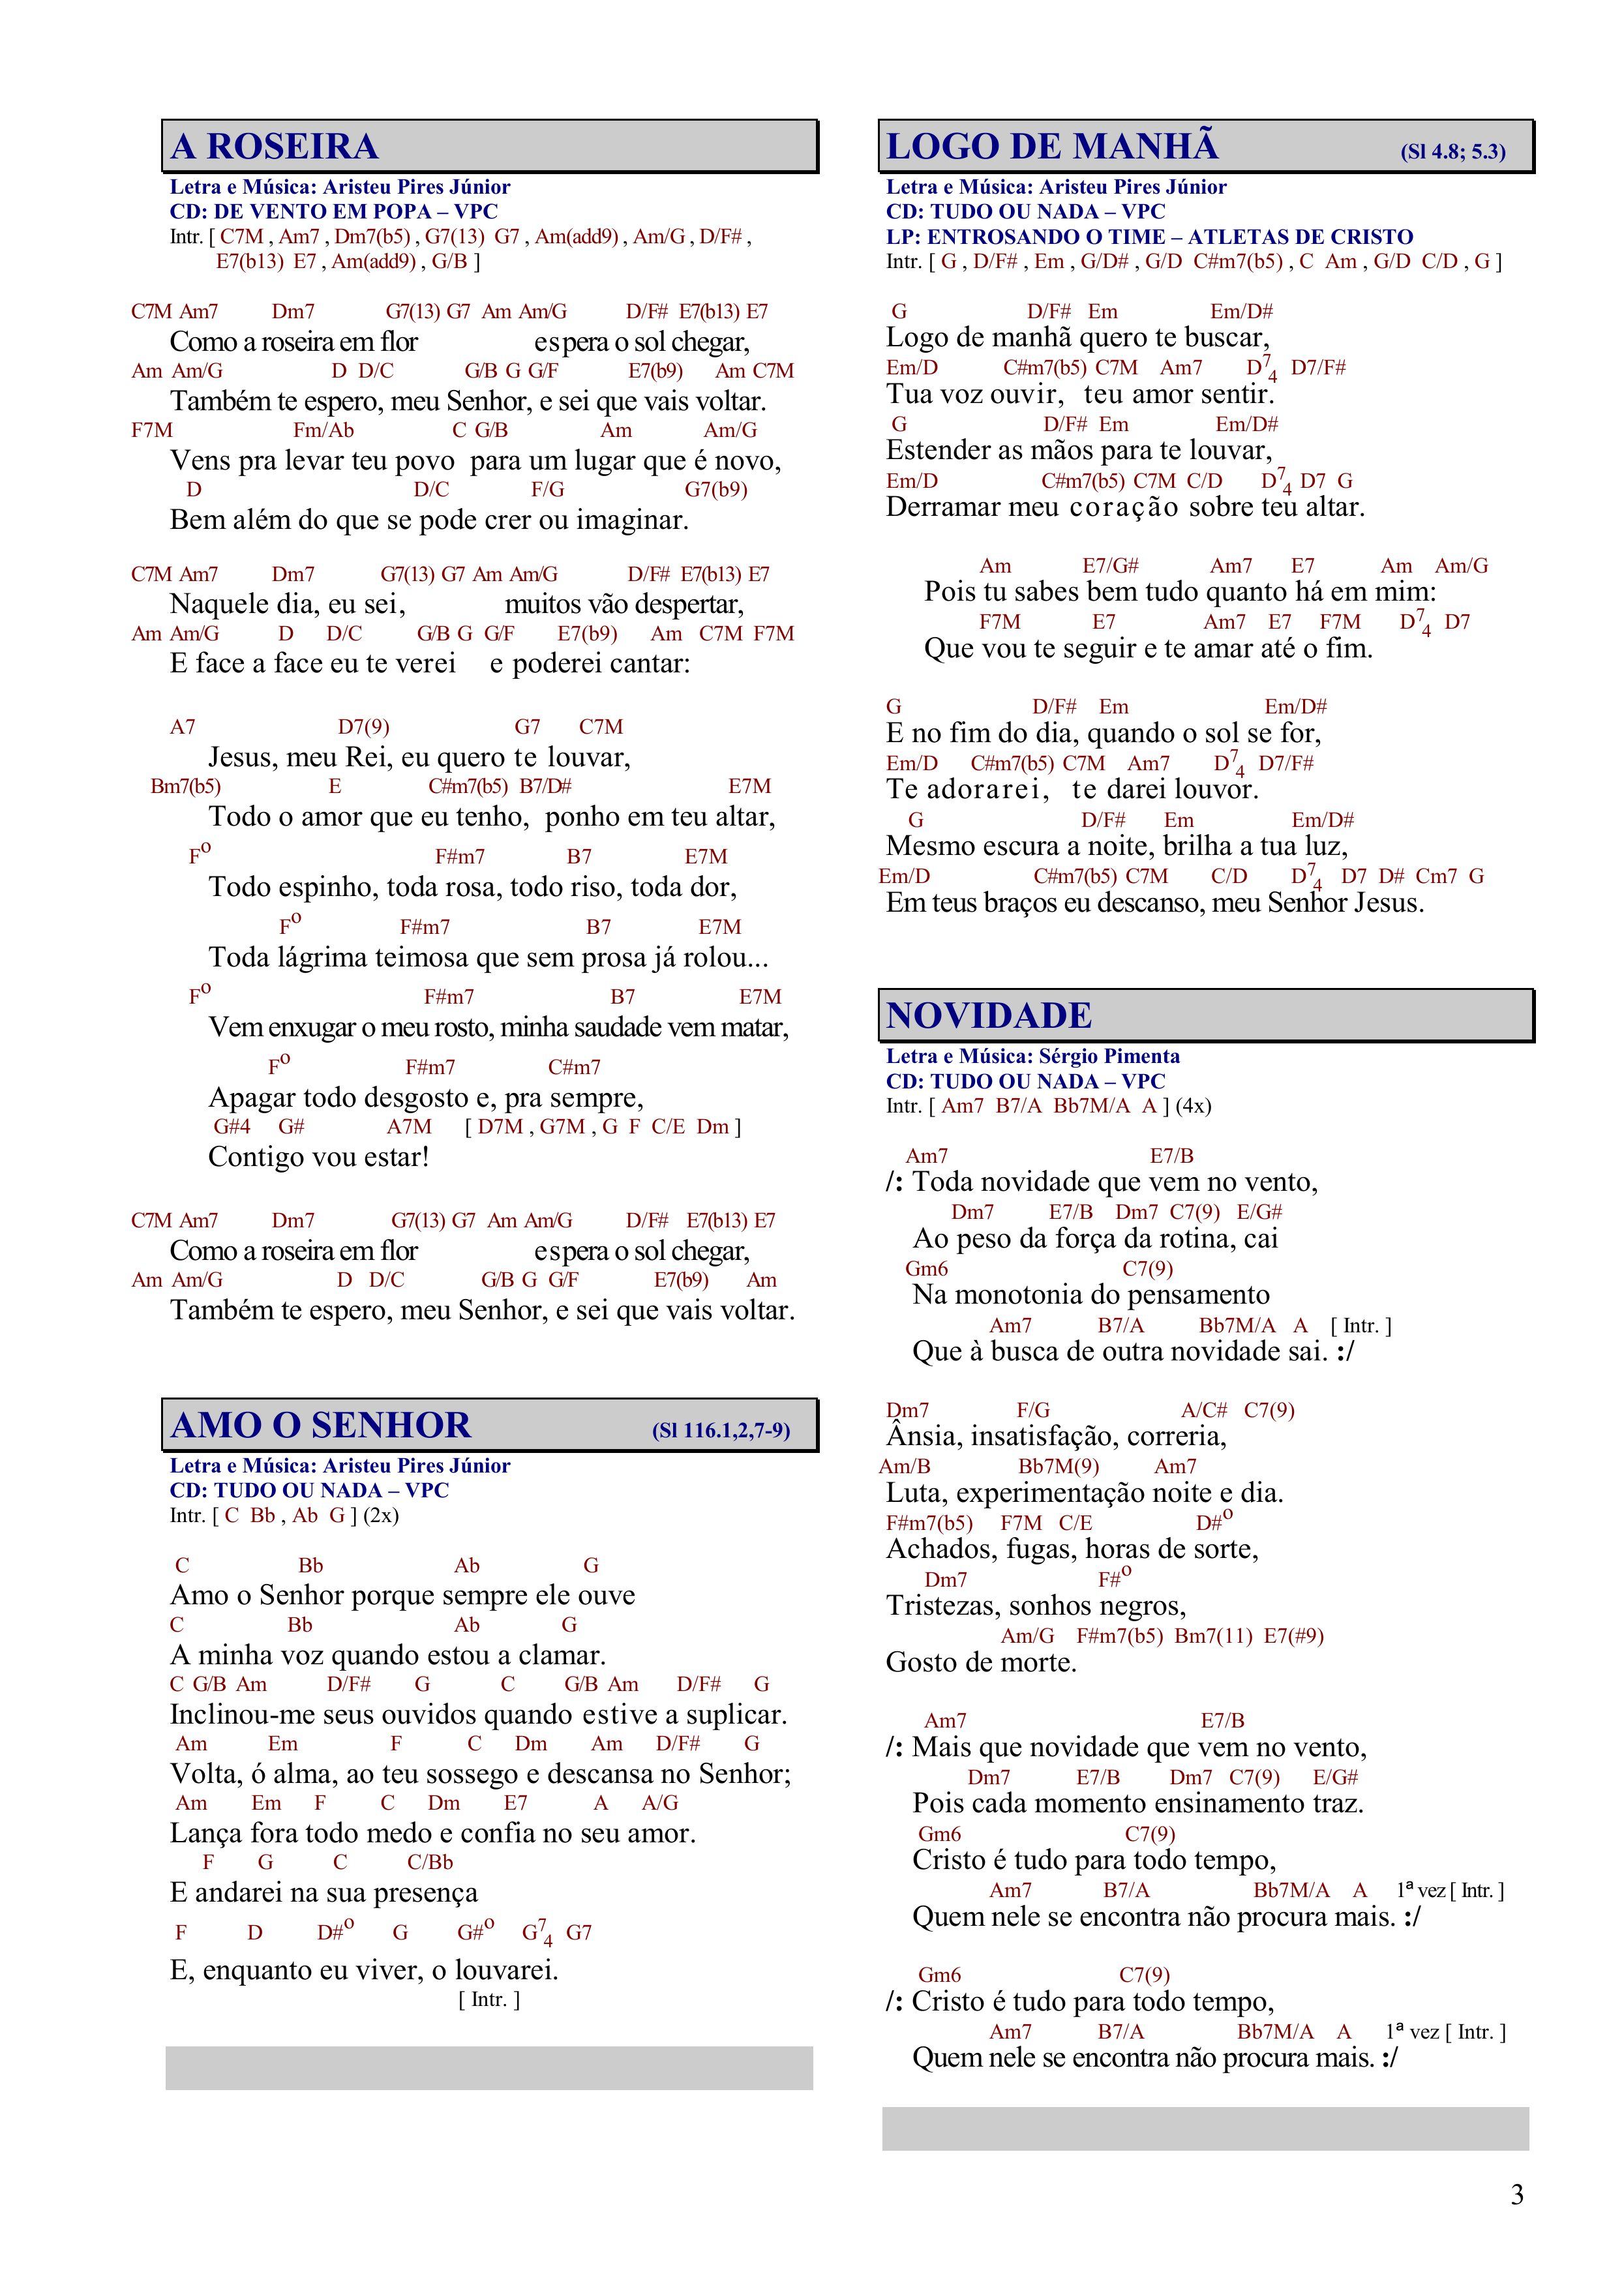 A ROSEIRA
Letra e Música: Aristeu Pires Júnior
CD: DE VENTO EM POPA – VPC
Intr. [ C7M , Am7 , Dm7(b5) , G7(13) G7 , Am(add9) , Am/G , D/F# ,
E7(b13) E7 , Am(add9) , G/B ]
C7M Am7 Dm7 G7(13) G7 Am Am/G D/F# E7(b13) E7
Como a roseira em flor espera o sol chegar,
Am Am/G D D/C G/B G G/F E7(b9) Am C7M
Também te espero, meu Senhor, e sei que vais voltar.
F7M Fm/Ab C G/B Am Am/G
Vens pra levar teu povo para um lugar que é novo,
D D/C F/G G7(b9)
Bem além do que se pode crer ou imaginar.
C7M Am7 Dm7 G7(13) G7 Am Am/G D/F# E7(b13) E7
Naquele dia, eu sei, muitos vão despertar,
Am Am/G D D/C G/B G G/F E7(b9) Am C7M F7M
E face a face eu te verei e poderei cantar:
A7 D7(9) G7 C7M
Jesus, meu Rei, eu quero te louvar,
Bm7(b5) E C#m7(b5) B7/D# E7M
Todo o amor que eu tenho, ponho em teu altar,
Fº F#m7 B7 E7M
Todo espinho, toda rosa, todo riso, toda dor,
Fº F#m7 B7 E7M
Toda lágrima teimosa que sem prosa já rolou...
Fº F#m7 B7 E7M
Vem enxugar o meu rosto, minha saudade vem matar,
Fº F#m7 C#m7
Apagar todo desgosto e, pra sempre,
G#4 G# A7M [ D7M , G7M , G F C/E Dm ]
Contigo vou estar!
C7M Am7 Dm7 G7(13) G7 Am Am/G D/F# E7(b13) E7
Como a roseira em flor espera o sol chegar,
Am Am/G D D/C G/B G G/F E7(b9) Am
Também te espero, meu Senhor, e sei que vais voltar.
AMO O SENHOR (Sl 116.1,2,7-9)
Letra e Música: Aristeu Pires Júnior
CD: TUDO OU NADA – VPC
Intr. [ C Bb , Ab G ] (2x)
C Bb Ab G
Amo o Senhor porque sempre ele ouve
C Bb Ab G
A minha voz quando estou a clamar.
C G/B Am D/F# G C G/B Am D/F# G
Inclinou-me seus ouvidos quando estive a suplicar.
Am Em F C Dm Am D/F# G
Volta, ó alma, ao teu sossego e descansa no Senhor;
Am Em F C Dm E7 A A/G
Lança fora todo medo e confia no seu amor.
F G C C/Bb
E andarei na sua presença
F D D#º G G#º G74 G7
E, enquanto eu viver, o louvarei.
[ Intr. ]
LOGO DE MANHÃ (Sl 4.8; 5.3)
Letra e Música: Aristeu Pires Júnior
CD: TUDO OU NADA – VPC
LP: ENTROSANDO O TIME – ATLETAS DE CRISTO
Intr. [ G , D/F# , Em , G/D# , G/D C#m7(b5) , C Am , G/D C/D , G ]
G D/F# Em Em/D#
Logo de manhã quero te buscar,
Em/D C#m7(b5) C7M Am7 D74 D7/F#
Tua voz ouvir, teu amor sentir.
G D/F# Em Em/D#
Estender as mãos para te louvar,
Em/D C#m7(b5) C7M C/D D74 D7 G
Derramar meu coração sobre teu altar.
Am E7/G# Am7 E7 Am Am/G
Pois tu sabes bem tudo quanto há em mim:
F7M E7 Am7 E7 F7M D74 D7
Que vou te seguir e te amar até o fim.
G D/F# Em Em/D#
E no fim do dia, quando o sol se for,
Em/D C#m7(b5) C7M Am7 D74 D7/F#
Te adorarei, te darei louvor.
G D/F# Em Em/D#
Mesmo escura a noite, brilha a tua luz,
Em/D C#m7(b5) C7M C/D D74 D7 D# Cm7 G
Em teus braços eu descanso, meu Senhor Jesus.
NOVIDADE
Letra e Música: Sérgio Pimenta
CD: TUDO OU NADA – VPC
Intr. [ Am7 B7/A Bb7M/A A ] (4x)
Am7 E7/B
/: Toda novidade que vem no vento,
Dm7 E7/B Dm7 C7(9) E/G#
Ao peso da força da rotina, cai
Gm6 C7(9)
Na monotonia do pensamento
Am7 B7/A Bb7M/A A [ Intr. ]
Que à busca de outra novidade sai. :/
Dm7 F/G A/C# C7(9)
Ânsia, insatisfação, correria,
Am/B Bb7M(9) Am7
Luta, experimentação noite e dia.
F#m7(b5) F7M C/E D#º
Achados, fugas, horas de sorte,
Dm7 F#º
Tristezas, sonhos negros,
Am/G F#m7(b5) Bm7(11) E7(#9)
Gosto de morte.
Am7 E7/B
/: Mais que novidade que vem no vento,
Dm7 E7/B Dm7 C7(9) E/G#
Pois cada momento ensinamento traz.
Gm6 C7(9)
Cristo é tudo para todo tempo,
Am7 B7/A Bb7M/A A 1ª vez [ Intr. ]
Quem nele se encontra não procura mais. :/
Gm6 C7(9)
/: Cristo é tudo para todo tempo,
Am7 B7/A Bb7M/A A 1ª vez [ Intr. ]
Quem nele se encontra não procura mais. :/
3